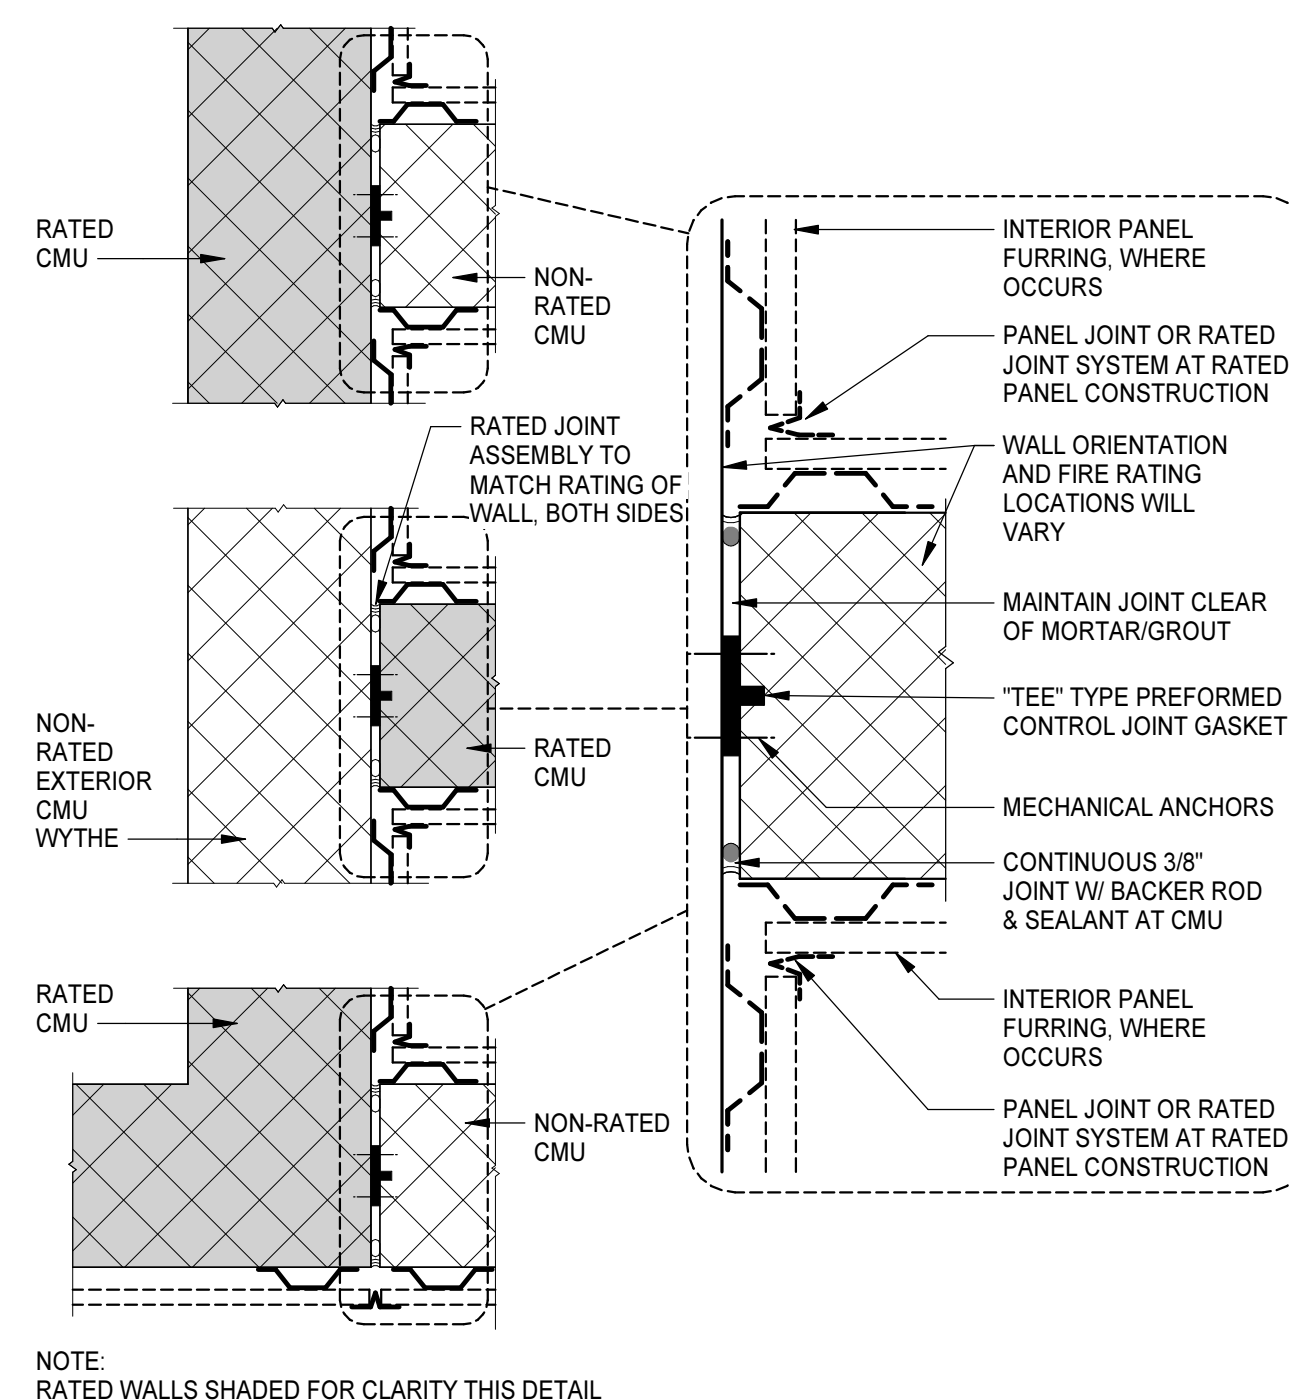 RATED
CMU
NON-
RATED
CMU
RATED JOINT
ASSEMBLY TO
MATCH RATING OF
WALL, BOTH SIDES
NON-
RATED
EXTERIOR
CMU
WYTHE
RATED
CMU
RATED
CMU
NON-RATED
CMU
INTERIOR PANEL
FURRING, WHERE
OCCURS
PANEL JOINT OR RATED
JOINT SYSTEM AT RATED
PANEL CONSTRUCTION
WALL ORIENTATION
AND FIRE RATING
LOCATIONS WILL
VARY
MAINTAIN JOINT CLEAR
OF MORTAR/GROUT
"TEE" TYPE PREFORMED
CONTROL JOINT GASKET
MECHANICAL ANCHORS
CONTINUOUS 3/8"
JOINT W/ BACKER ROD
& SEALANT AT CMU
INTERIOR PANEL
FURRING, WHERE
OCCURS
PANEL JOINT OR RATED
JOINT SYSTEM AT RATED
PANEL CONSTRUCTION
NOTE:
RATED WALLS SHADED FOR CLARITY THIS DETAIL